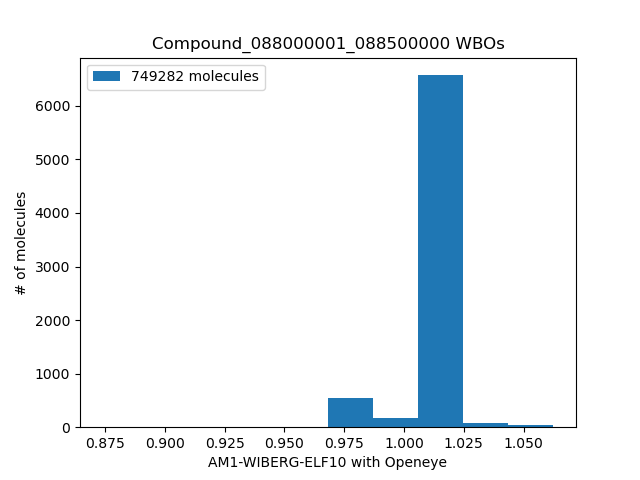 Compound_088000001_088500000 WBOs
749282 molecules
# of molecules
6000
5000
4000
3000
2000
1000
0
0.875 0.900 0.925 0.950 0.975 1.000 1.025 1.050
AM1-WIBERG-ELF10 with Openeye